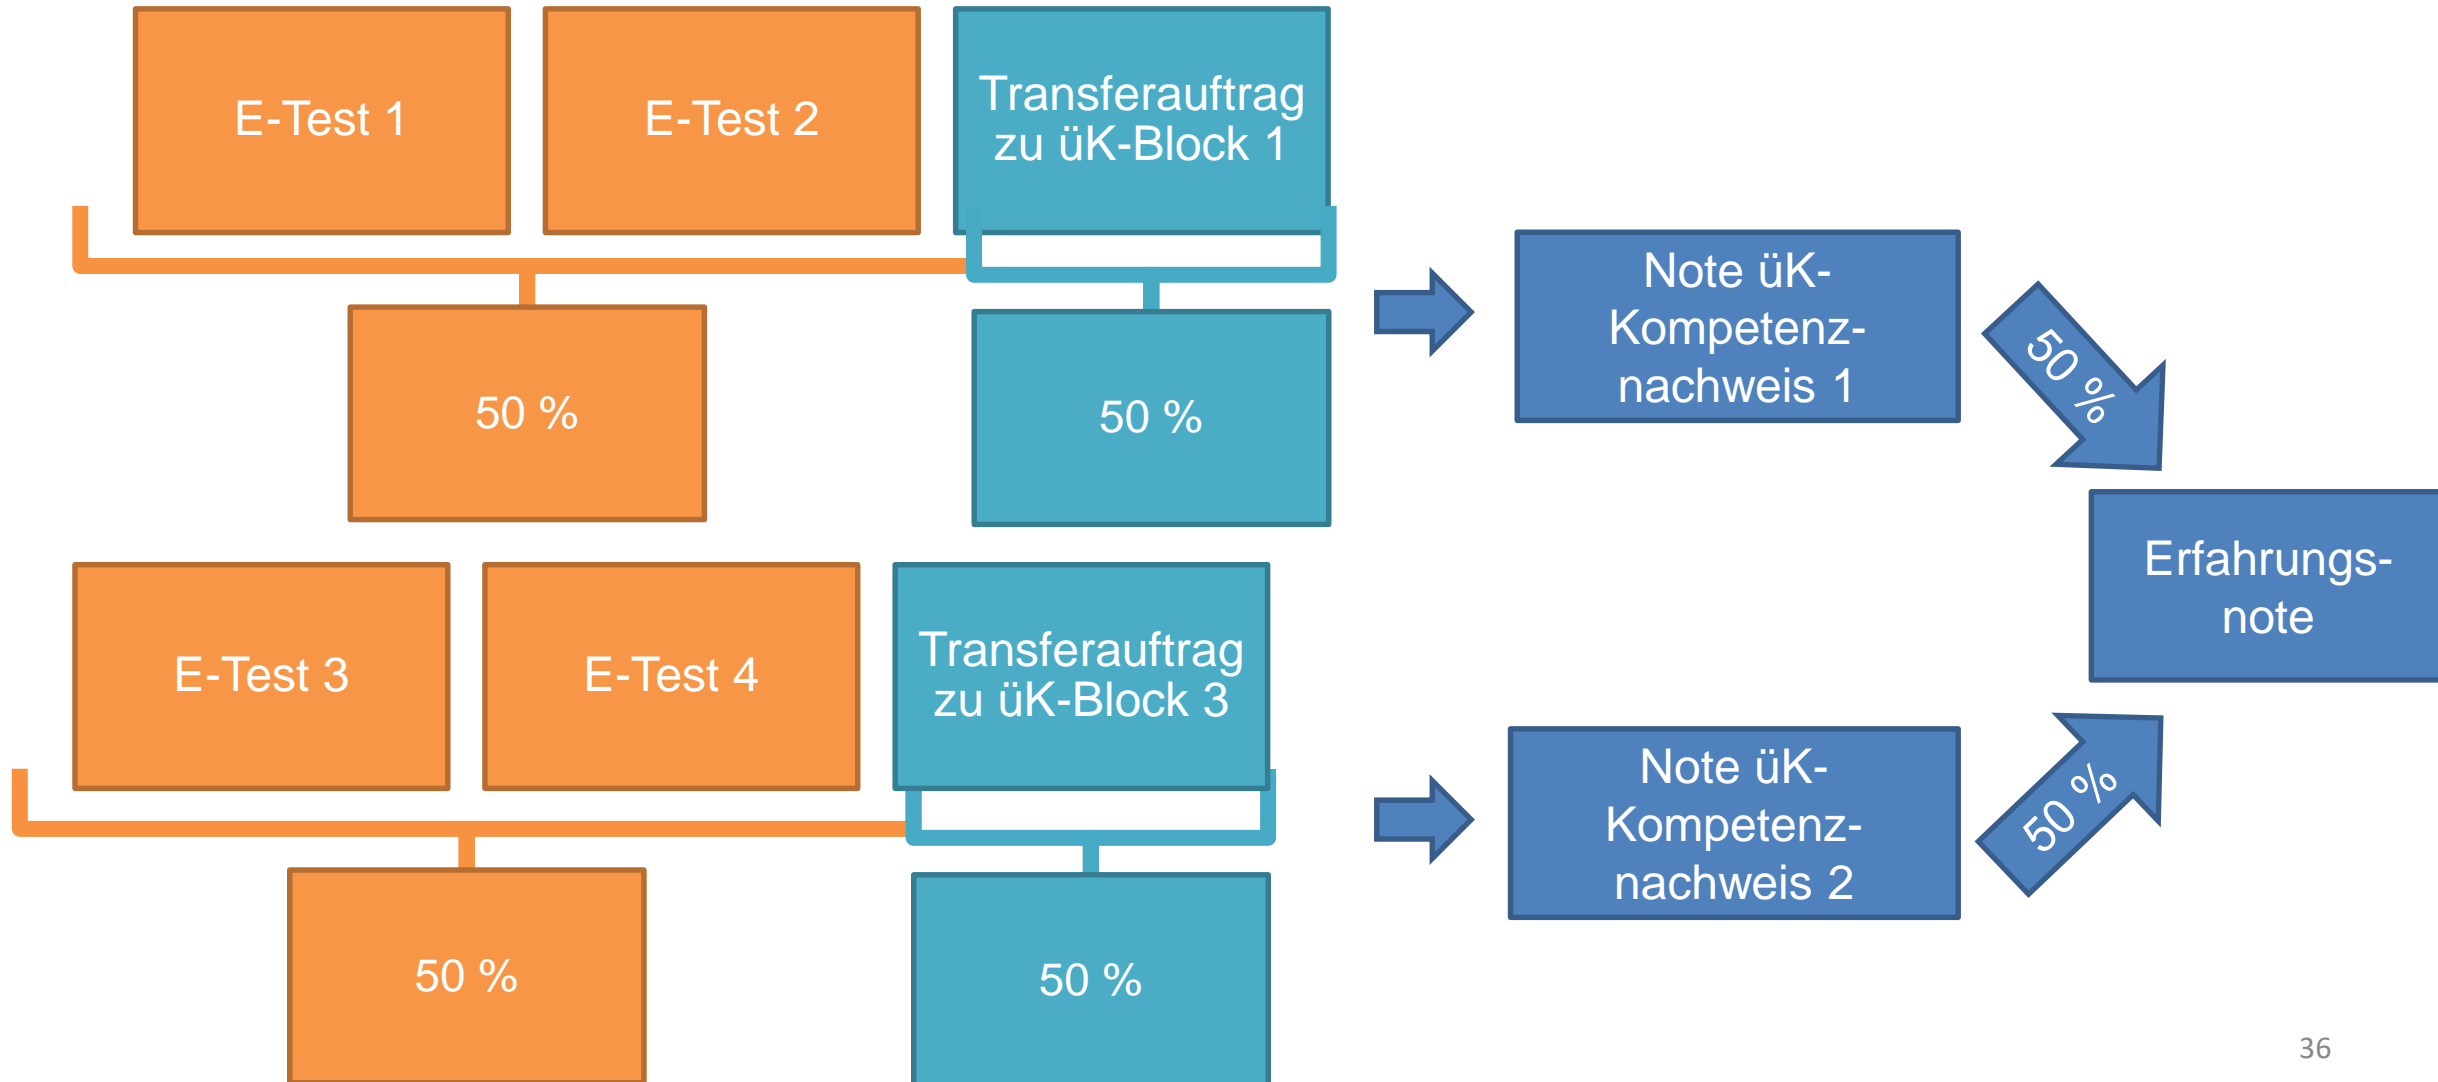 E-Test 1
E-Test 2
Transferauftrag
zu üK-Block 1
50 %
50 %
Note üK-
Kompetenz-
nachweis 1
50 %
E-Test 3
E-Test 4
Transferauftrag
zu üK-Block 3
50 %
50 %
Note üK-
Kompetenz-
nachweis 2
50 %
Erfahrungs-
note
36